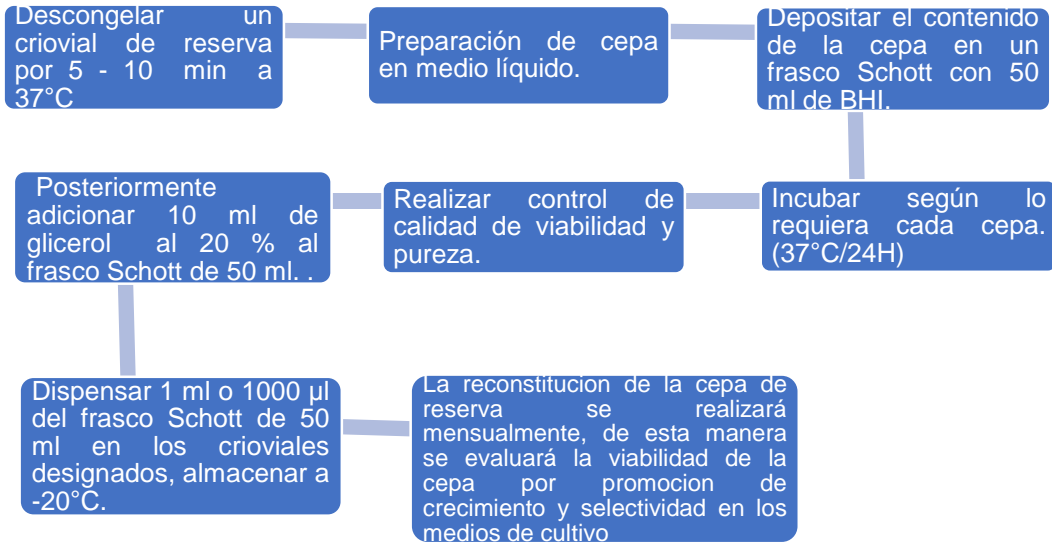 Descongelar un
criovial de reserva
por 5 - 10 min a
37°C
Preparación de cepa
en medio líquido.
Depositar el contenido
de la cepa en un
frasco Schott con 50
ml de BHI.
Incubar según lo
requiera cada cepa.
(37°C/24H)
Realizar control de
calidad de viabilidad y
pureza.
Posteriormente
adicionar 10 ml de
glicerol al 20 % al
frasco Schott de 50 ml. .
Dispensar 1 ml o 1000 µl
del frasco Schott de 50
ml en los crioviales
designados, almacenar a
-20°C.
La reconstitucion de la cepa de
reserva se realizará
mensualmente, de esta manera
se evaluará la viabilidad de la
cepa por promocion de
crecimiento y selectividad en los
medios de cultivo